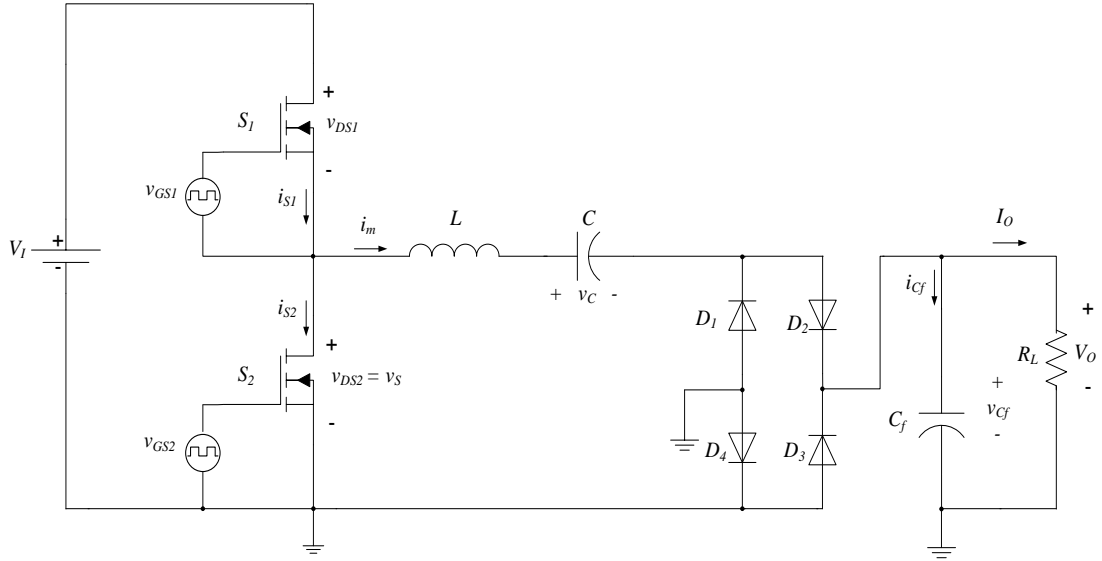 +
S1
vDS1
-
vGS1
iS1
im
L
C
IO
VI
+
-
+ vC -
iCf
iS2
D1
D2
+
+
S2
vDS2 = vS
RL
VO
+
vCf
-
-
Cf
-
vGS2
D4
D3